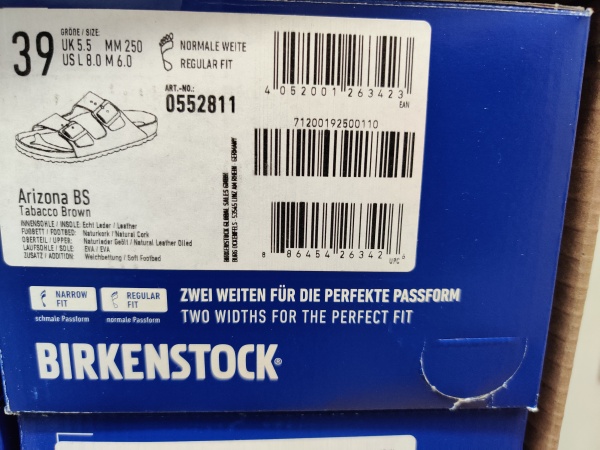 39
GRÖßE / SIZE:
UK 5.5 MM 250
US L 8.0 M 6.0
NORMALE WEITE
REGULAR FIT
ART.-NO.:
0552811
4 052001 263423
EAN
71200192500110
8 86454 26342
UPC
BIRKENSTOCK GLOBAL SALES GMBH
BURG OCKENFELS 53545 LINZ AM RHEIN GERMANY
Arizona BS
Tabacco Brown
INNENSOHLE / INSOLE: Echt Leder / Leather
FUßBETT / FOOTBED: Naturkork / Natural Cork
OBERTEIL / UPPER: Naturleder Geölt / Natural Leather Oiled
LAUFSOHLE / SOLE: EVA / EVA
ZUSATZ / ADDITION: Weichbettung / Soft Footbed
NARROW FIT
schmale Passform
REGULAR FIT
normale Passform
ZWEI WEITEN FÜR DIE PERFEKTE PASSFORM
TWO WIDTHS FOR THE PERFECT FIT
BIRKENSTOCK®